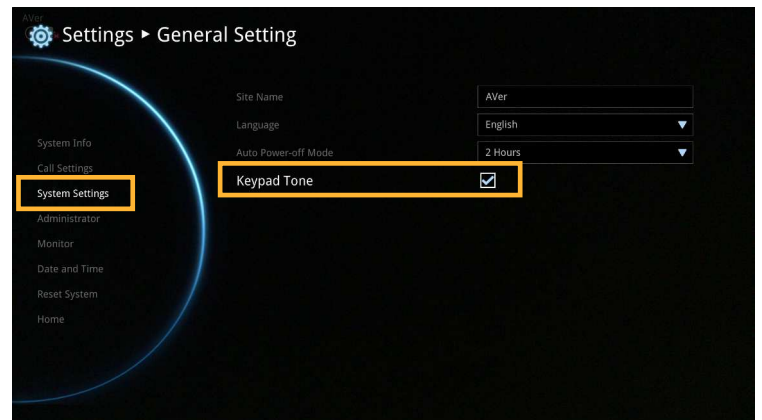 AVer
Settings ► General Setting
Site Name AVer
Language English
Auto Power-off Mode 2 Hours
Keypad Tone
System Info
Call Settings
System Settings
Administrator
Monitor
Date and Time
Reset System
Home